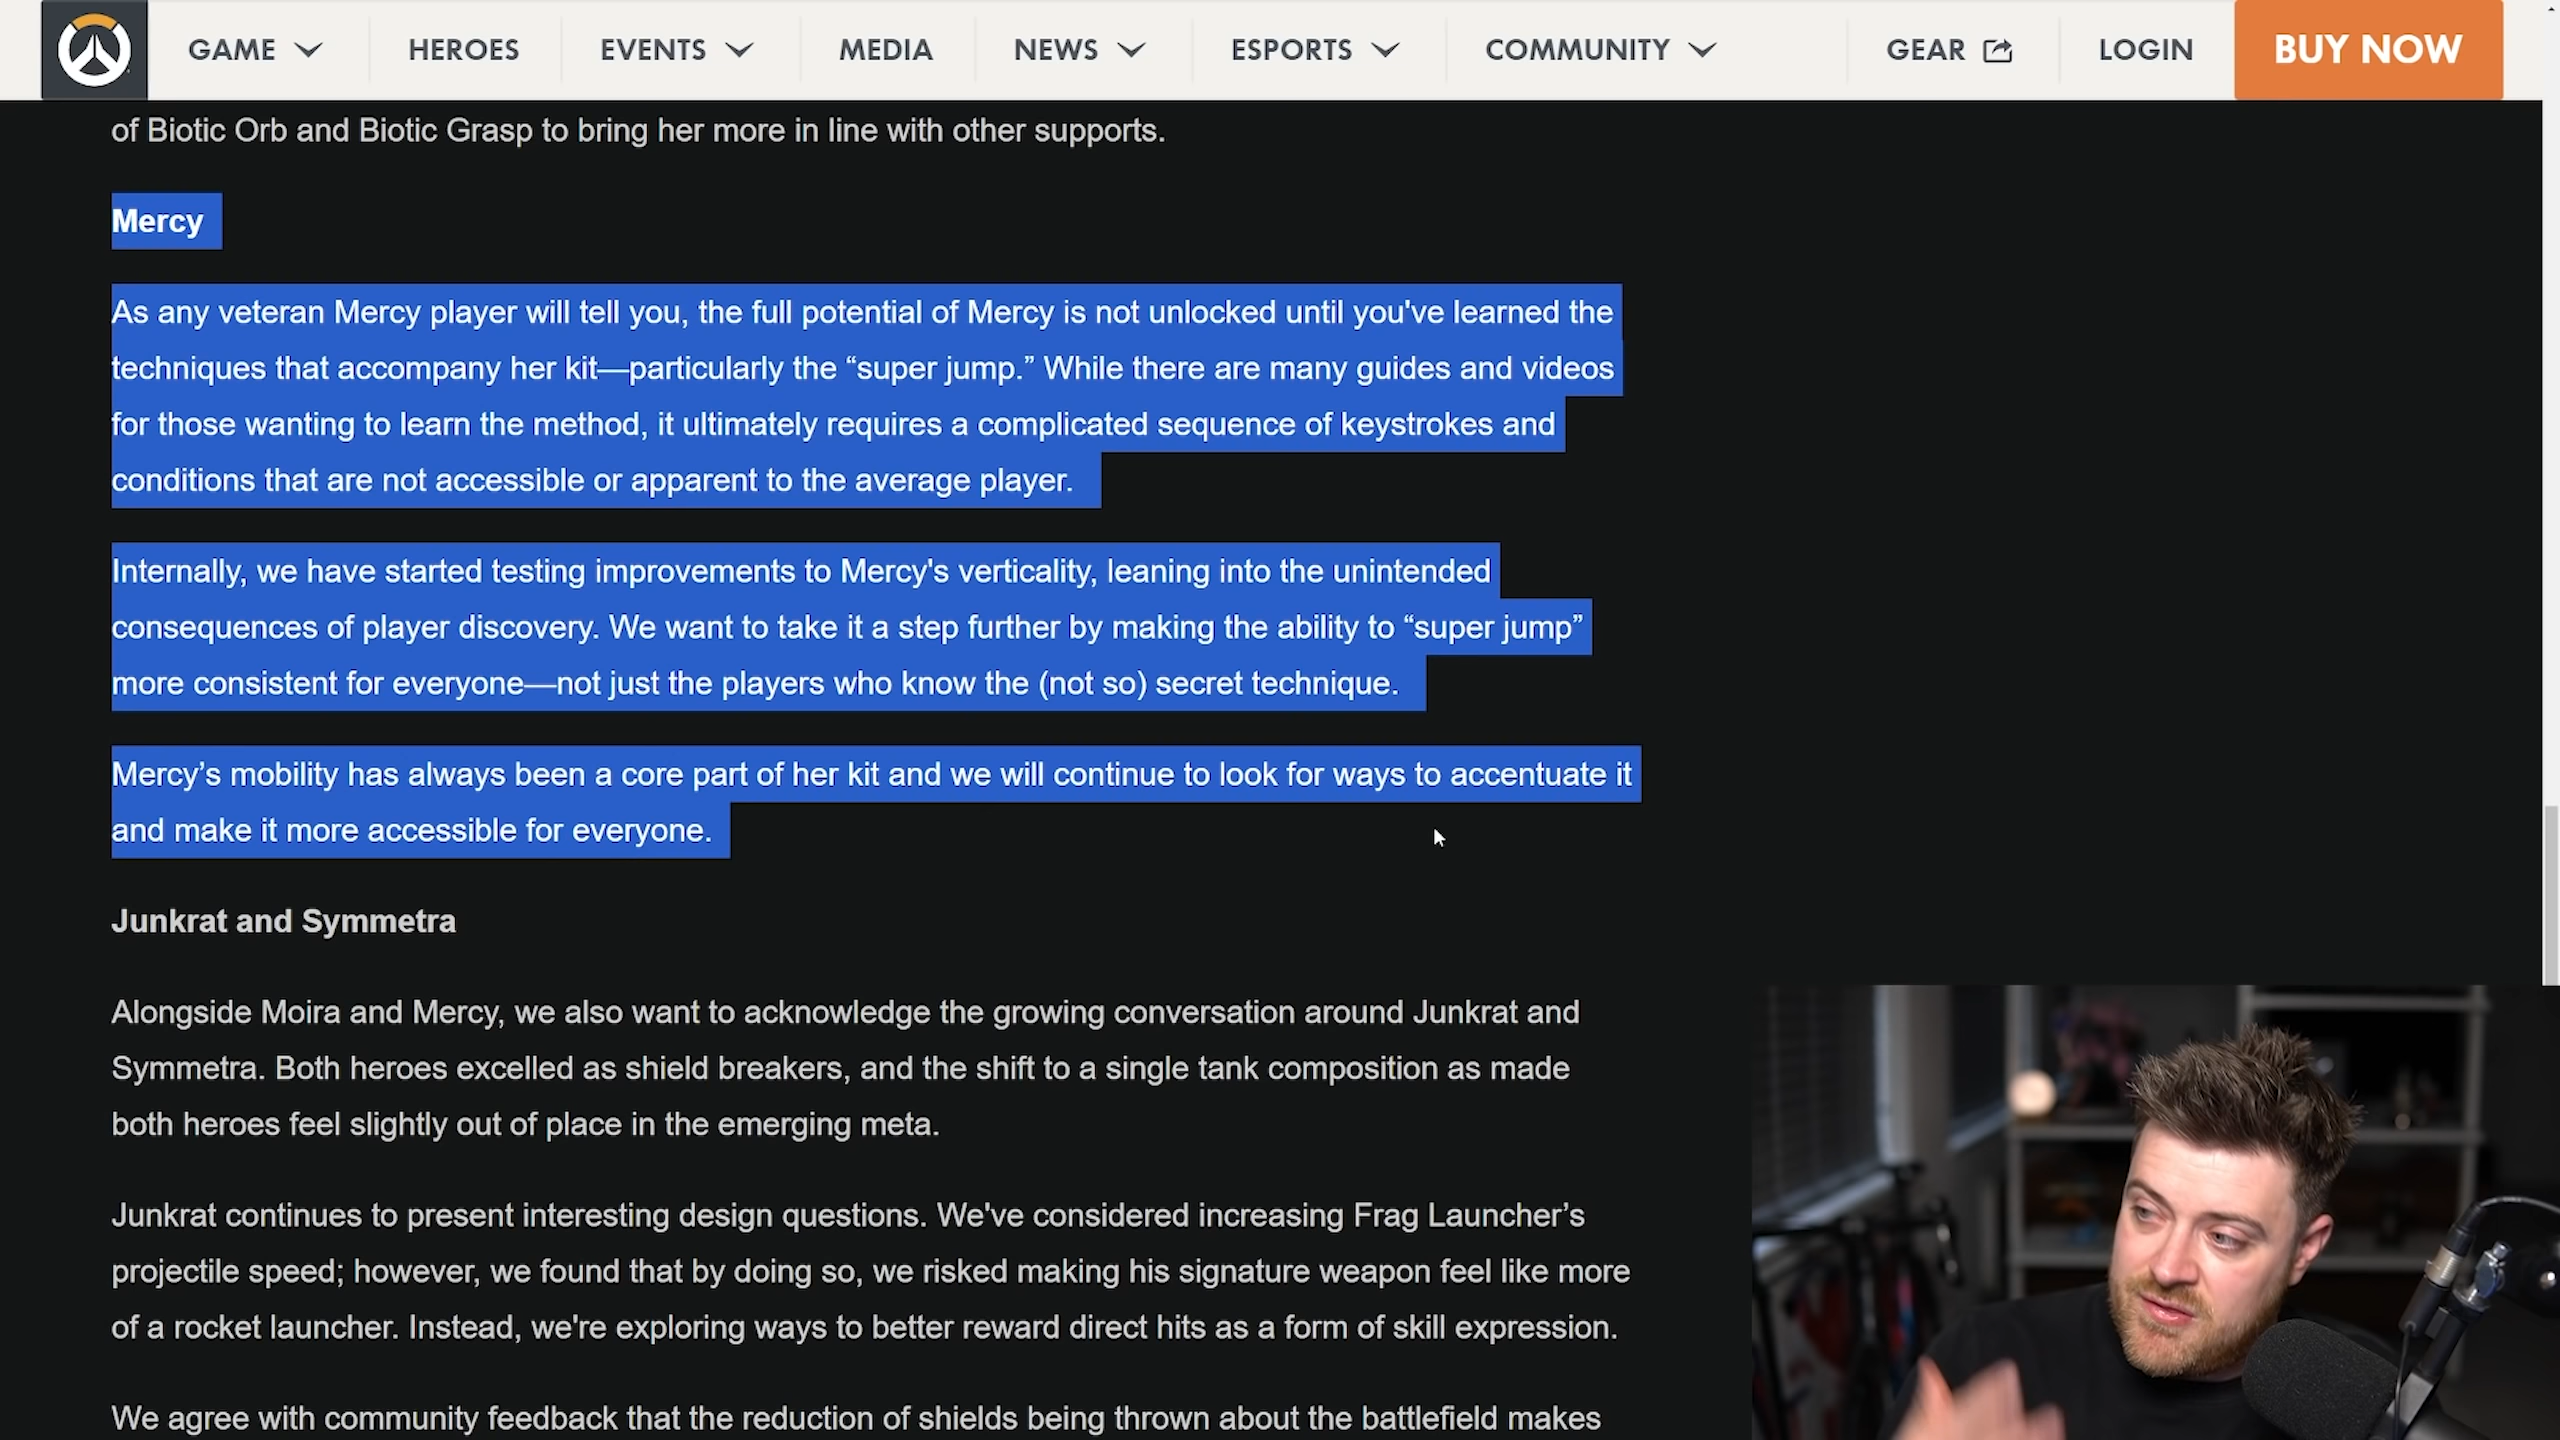 GAME HEROES EVENTS MEDIA NEWS ESPORTS COMMUNITY GEAR LOGIN BUY NOW
of Biotic Orb and Biotic Grasp to bring her more in line with other supports.
Mercy
As any veteran Mercy player will tell you, the full potential of Mercy is not unlocked until you've learned the
techniques that accompany her kit—particularly the “super jump.” While there are many guides and videos
for those wanting to learn the method, it ultimately requires a complicated sequence of keystrokes and
conditions that are not accessible or apparent to the average player.
Internally, we have started testing improvements to Mercy's verticality, leaning into the unintended
consequences of player discovery. We want to take it a step further by making the ability to “super jump”
more consistent for everyone—not just the players who know the (not so) secret technique.
Mercy’s mobility has always been a core part of her kit and we will continue to look for ways to accentuate it
and make it more accessible for everyone.
Junkrat and Symmetra
Alongside Moira and Mercy, we also want to acknowledge the growing conversation around Junkrat and
Symmetra. Both heroes excelled as shield breakers, and the shift to a single tank composition as made
both heroes feel slightly out of place in the emerging meta.
Junkrat continues to present interesting design questions. We've considered increasing Frag Launcher’s
projectile speed; however, we found that by doing so, we risked making his signature weapon feel like more
of a rocket launcher. Instead, we're exploring ways to better reward direct hits as a form of skill expression.
We agree with community feedback that the reduction of shields being thrown about the battlefield makes